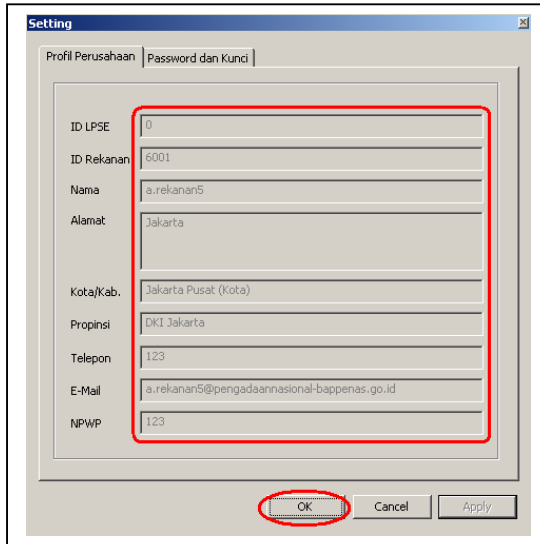 Setting
Profil Perusahaan Password dan Kunci
ID LPSE 0
ID Rekanan 6001
Nama a.rekanan5
Alamat Jakarta
Kota/Kab. Jakarta Pusat (Kota)
Propinsi DKI Jakarta
Telepon 123
E-Mail a.rekanan5@pengadaannasional-bappenas.go.id
NPWP 123
OK Cancel Apply